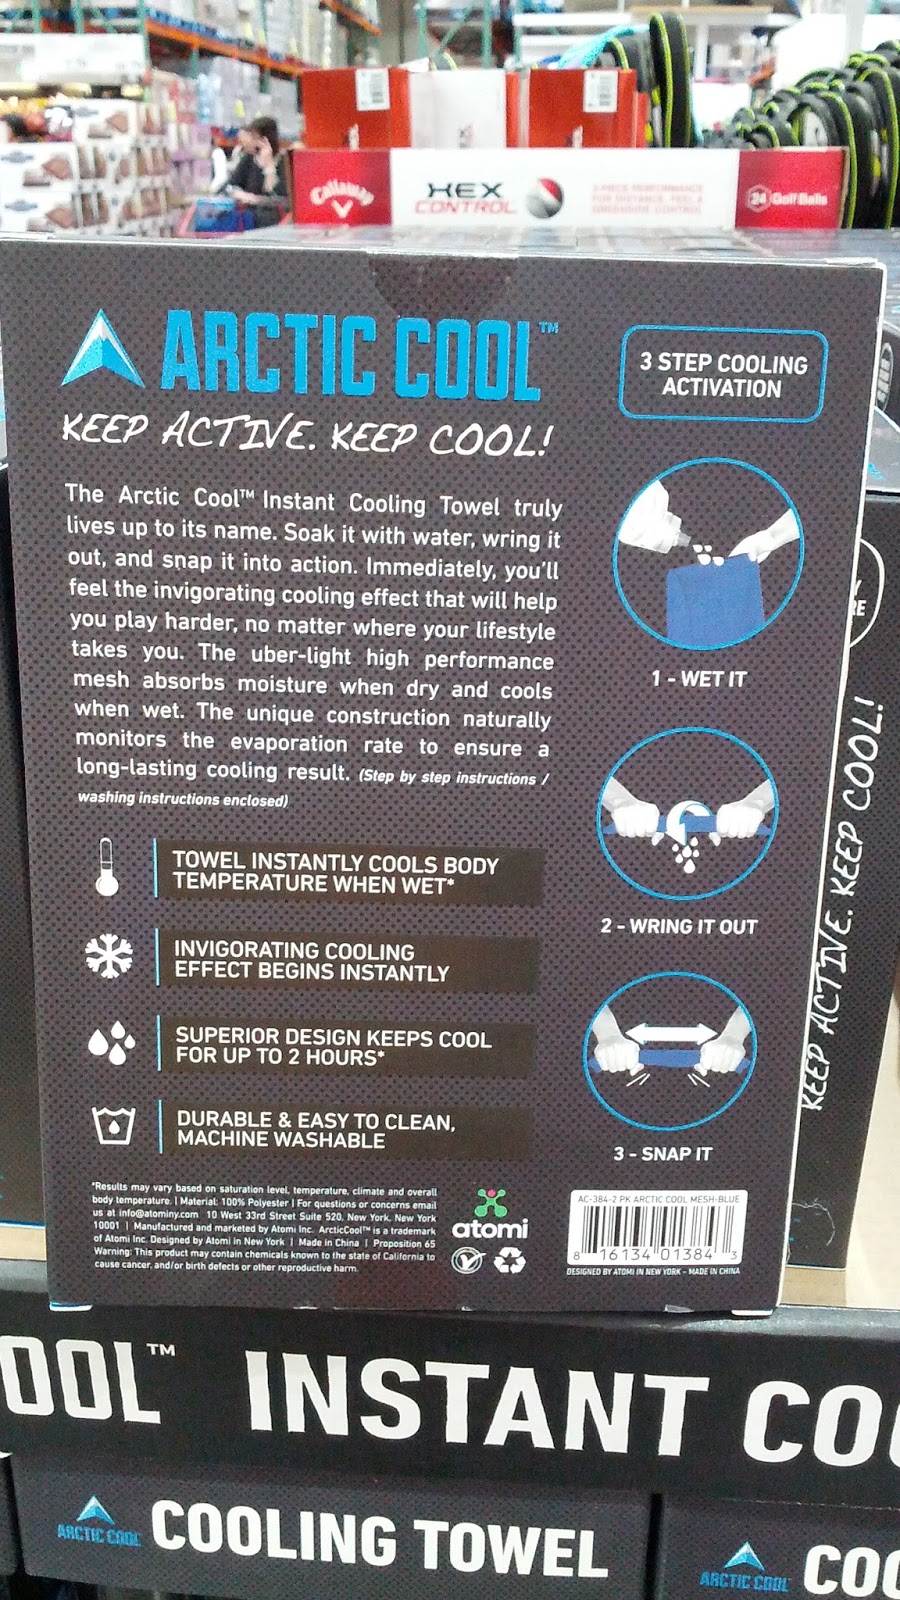 Callaway
HEX
CONTROL
3-PIECE PERFORMANCE
FOR DISTANCE, FEEL &
GREENSIDE CONTROL
24 Golf Balls
ARCTIC COOL™
KEEP ACTIVE. KEEP COOL!
The Arctic Cool™ Instant Cooling Towel truly
lives up to its name. Soak it with water, wring it
out, and snap it into action. Immediately, you'll
feel the invigorating cooling effect that will help
you play harder, no matter where your lifestyle
takes you. The uber-light high performance
mesh absorbs moisture when dry and cools
when wet. The unique construction naturally
monitors the evaporation rate to ensure a
long-lasting cooling result. (Step by step instructions /
washing instructions enclosed)
TOWEL INSTANTLY COOLS BODY
TEMPERATURE WHEN WET*
INVIGORATING COOLING
EFFECT BEGINS INSTANTLY
SUPERIOR DESIGN KEEPS COOL
FOR UP TO 2 HOURS*
DURABLE & EASY TO CLEAN,
MACHINE WASHABLE
3 STEP COOLING
ACTIVATION
1 - WET IT
2 - WRING IT OUT
3 - SNAP IT
*Results may vary based on saturation level, temperature, climate and overall
body temperature. | Material: 100% Polyester | For questions or concerns email
us at info@atominy.com 10 West 33rd Street Suite 520, New York, New York
10001 | Manufactured and marketed by Atomi Inc. ArcticCool™ is a trademark
of Atomi Inc. Designed by Atomi in New York | Made in China | Proposition 65
Warning: This product may contain chemicals known to the state of California to
cause cancer, and/or birth defects or other reproductive harm.
atomi
AC-384-2 PK ARCTIC COOL MESH-BLUE
8 16134 01384 3
DESIGNED BY ATOMI IN NEW YORK - MADE IN CHINA
RE
KEEP ACTIVE. KEEP COOL!
OOL™ INSTANT COO
ARCTIC COOL COOLING TOWEL
ARCTIC COOL COO